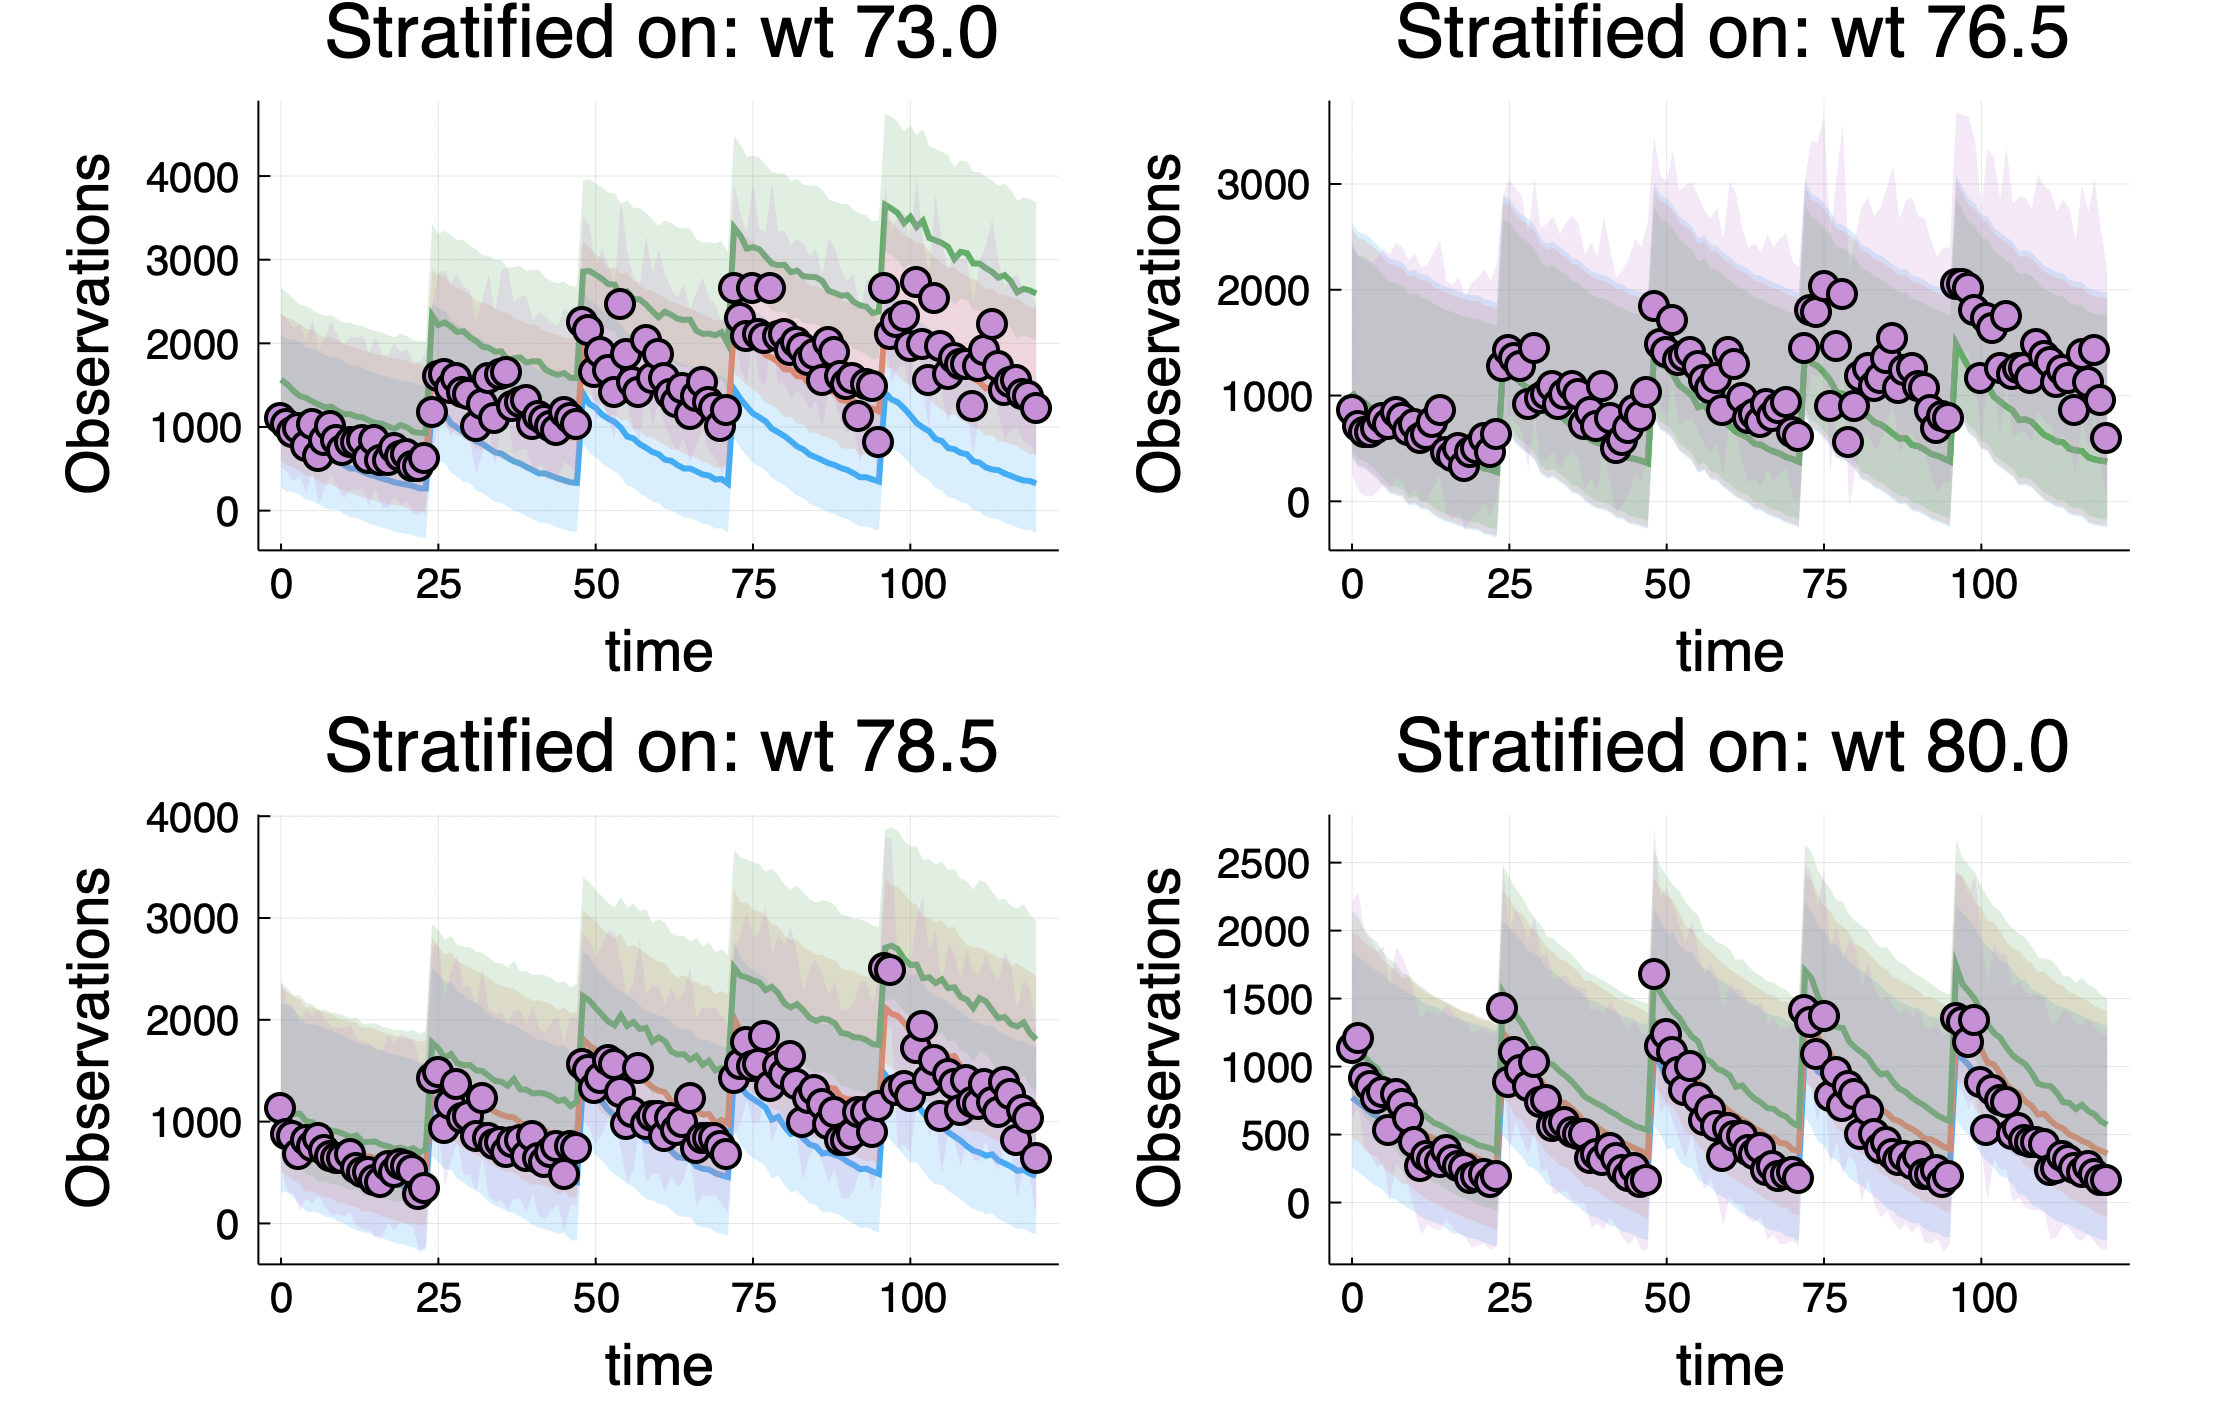 Stratified on: wt 73.0
Observations
4000
3000
2000
1000
0
0 25 50 75 100
time
Stratified on: wt 76.5
Observations
3000
2000
1000
0
0 25 50 75 100
time
Stratified on: wt 78.5
Observations
4000
3000
2000
1000
0
0 25 50 75 100
time
Stratified on: wt 80.0
Observations
2500
2000
1500
1000
500
0
0 25 50 75 100
time